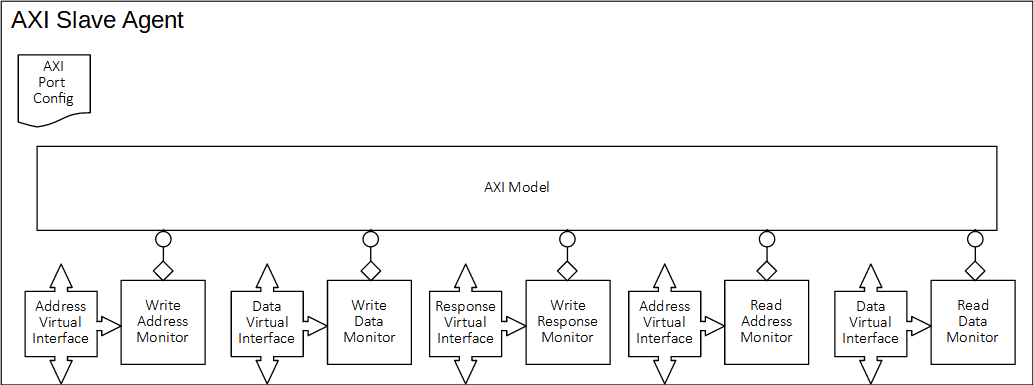 AXI Slave Agent
AXI
Port
Config
AXI Model
Address
Virtual
Interface
Write
Address
Monitor
Data
Virtual
Interface
Write
Data
Monitor
Response
Virtual
Interface
Write
Response
Monitor
Address
Virtual
Interface
Read
Address
Monitor
Data
Virtual
Interface
Read
Data
Monitor